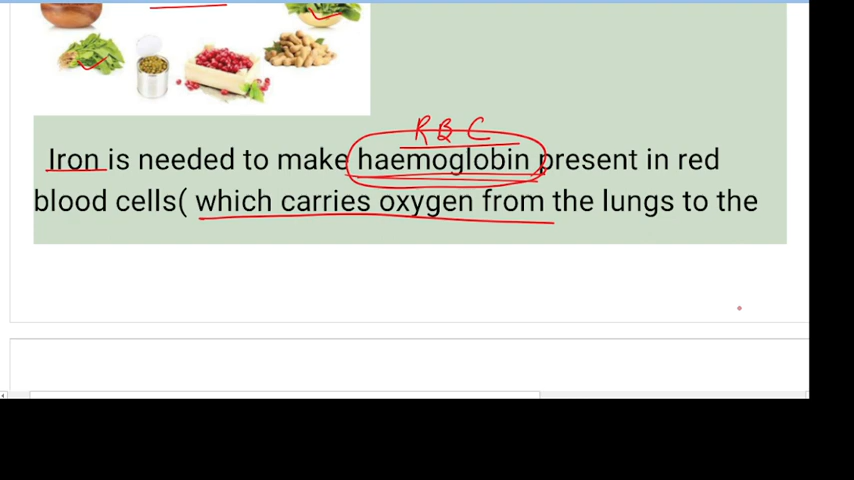 RBC
Iron is needed to make haemoglobin present in red
blood cells( which carries oxygen from the lungs to the